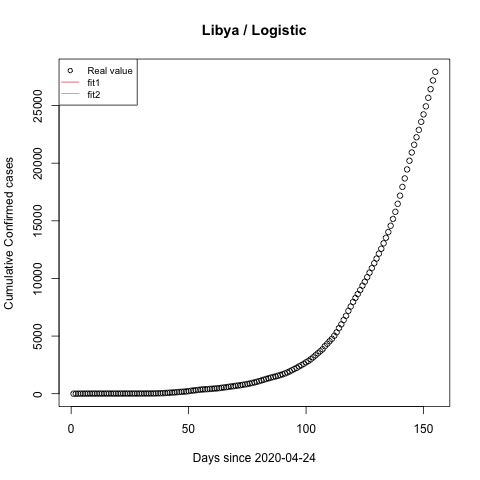 Libya / Logistic
Real value
fit1
fit2
Cumulative Confirmed cases
0
5000
10000
15000
20000
25000
0
50
100
150
Days since 2020-04-24